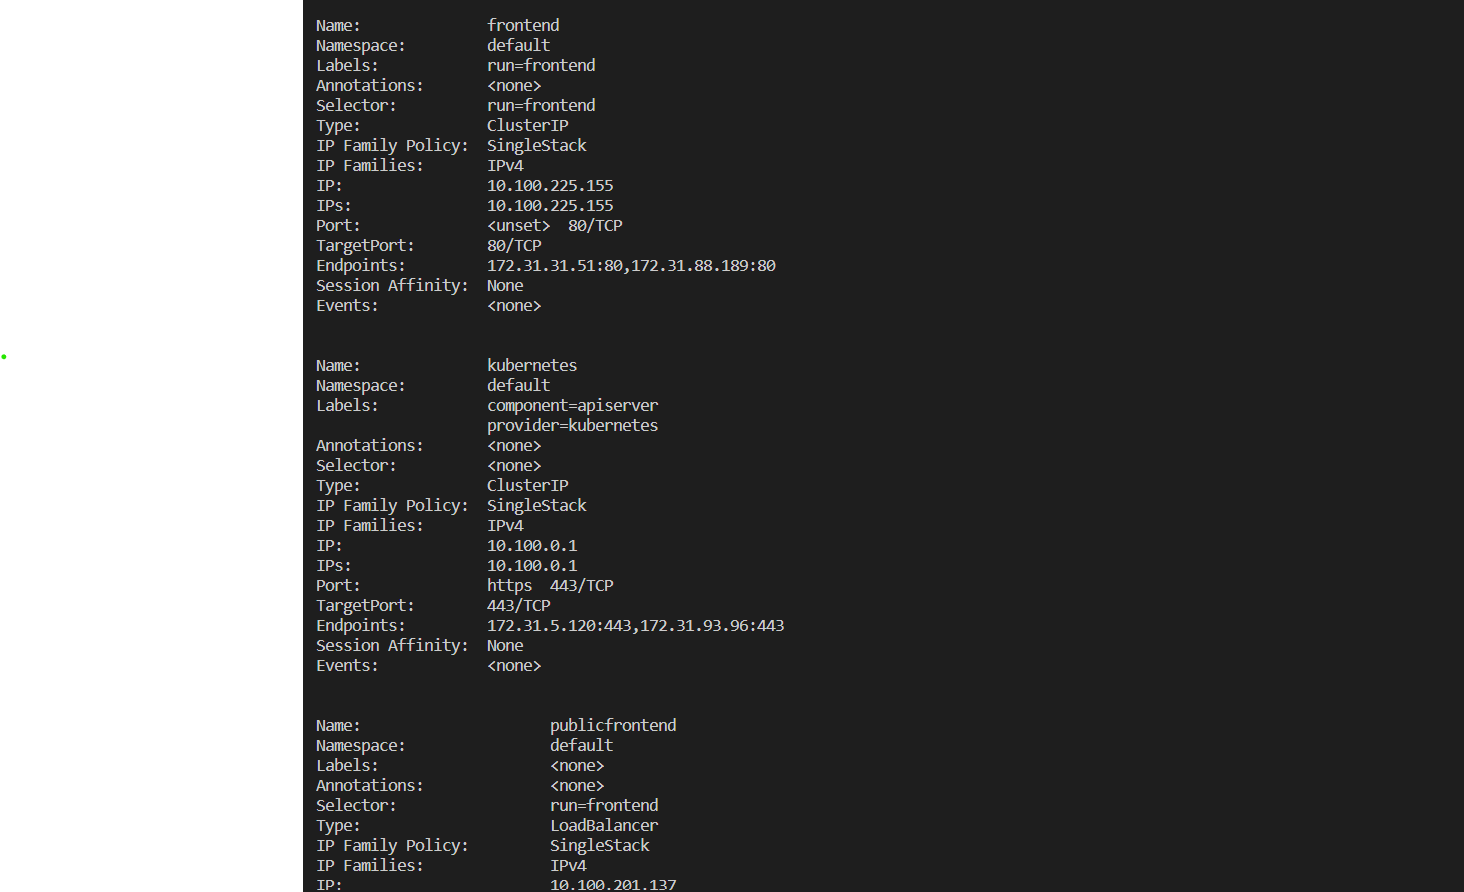 Name:              frontend
Namespace:         default
Labels:            run=frontend
Annotations:       <none>
Selector:          run=frontend
Type:              ClusterIP
IP Family Policy:  SingleStack
IP Families:       IPv4
IP:                10.100.225.155
IPs:               10.100.225.155
Port:              <unset>  80/TCP
TargetPort:        80/TCP
Endpoints:         172.31.31.51:80,172.31.88.189:80
Session Affinity:  None
Events:            <none>
Name:              kubernetes
Namespace:         default
Labels:            component=apiserver
                   provider=kubernetes
Annotations:       <none>
Selector:          <none>
Type:              ClusterIP
IP Family Policy:  SingleStack
IP Families:       IPv4
IP:                10.100.0.1
IPs:               10.100.0.1
Port:              https  443/TCP
TargetPort:        443/TCP
Endpoints:         172.31.5.120:443,172.31.93.96:443
Session Affinity:  None
Events:            <none>
Name:                     publicfrontend
Namespace:                default
Labels:                   <none>
Annotations:              <none>
Selector:                 run=frontend
Type:                     LoadBalancer
IP Family Policy:         SingleStack
IP Families:              IPv4
IP:                       10.100.201.137